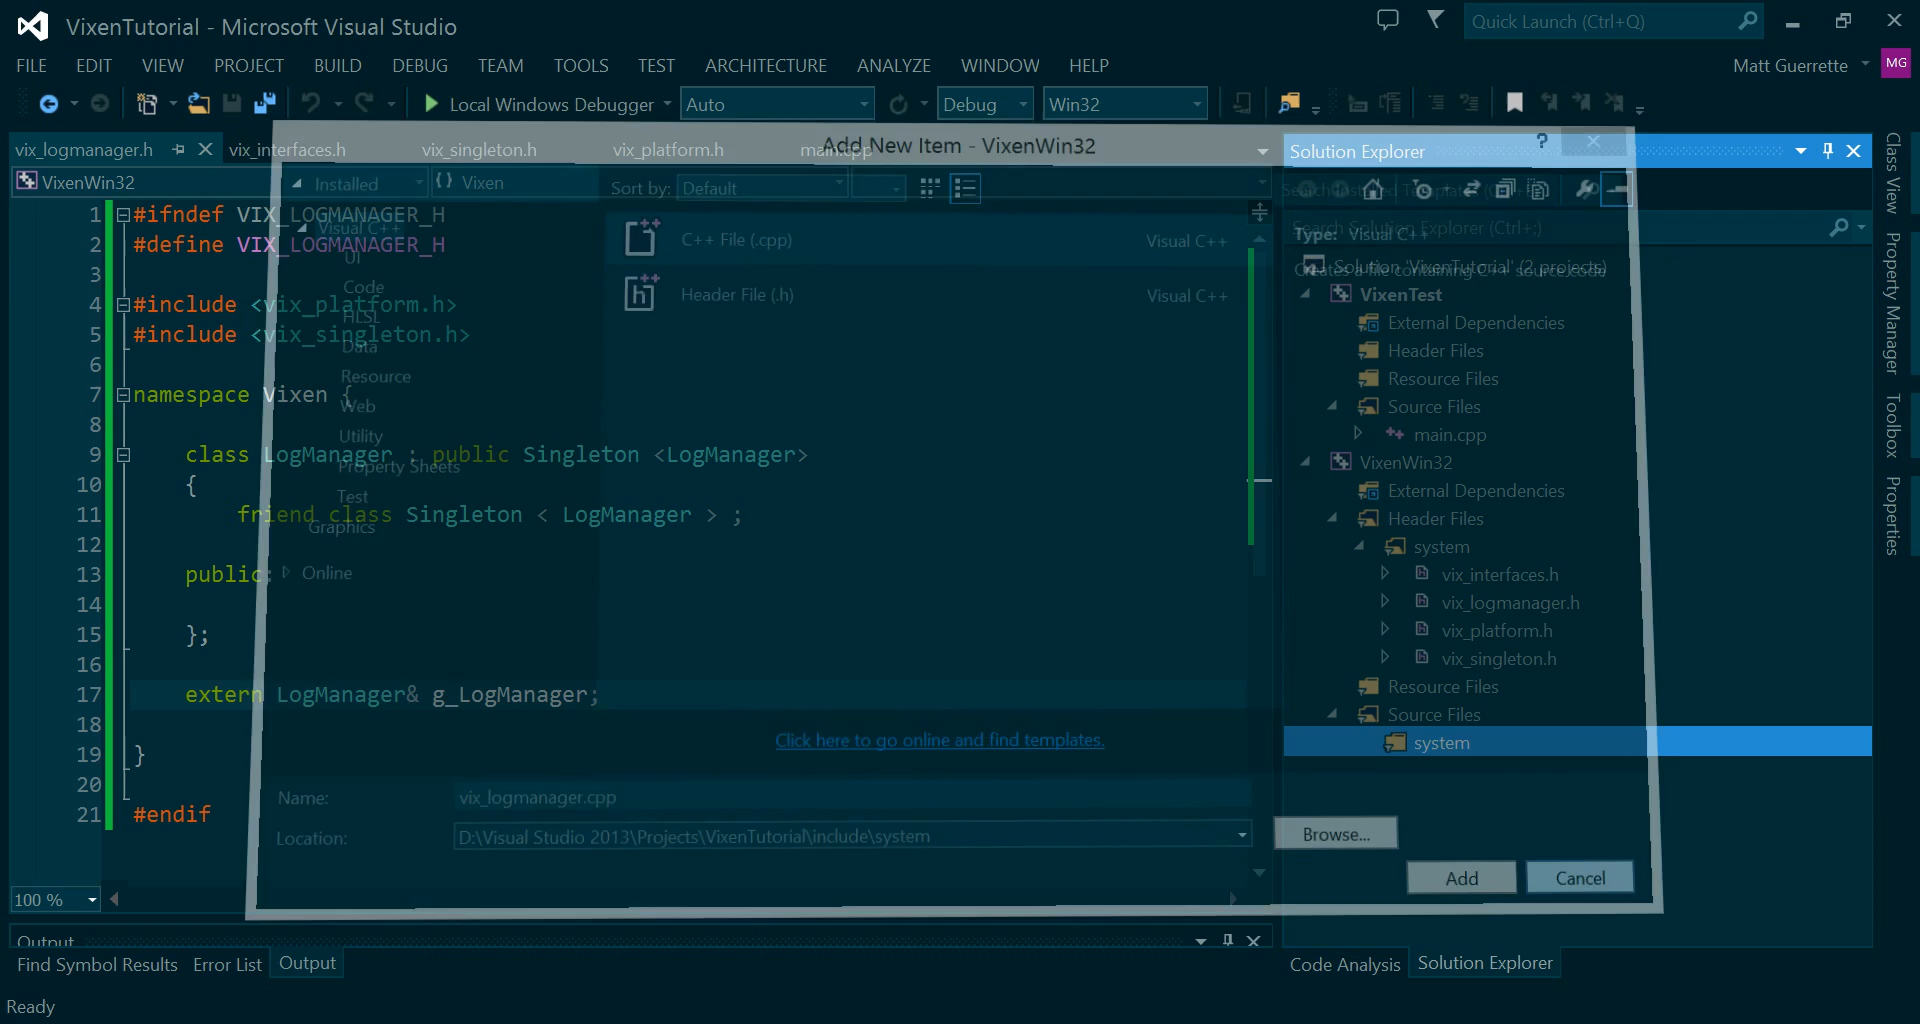 VixenTutorial - Microsoft Visual Studio
Quick Launch (Ctrl+Q)
FILE EDIT VIEW PROJECT BUILD DEBUG TEAM TOOLS TEST ARCHITECTURE ANALYZE WINDOW HELP
Matt Guerrette MG
Local Windows Debugger Auto Debug Win32
vix_logmanager.h vix_interfaces.h vix_singleton.h vix_platform.h main.cpp
Add New Item - VixenWin32
?
Solution Explorer
VixenWin32
{} Vixen
Installed
Sort by: Default
Visual C++
UI
Code
HLSL
Data
Resource
Web
Utility
Property Sheets
Test
Graphics
Online
C++ File (.cpp) Visual C++
Header File (.h) Visual C++
Type: Visual C++
Creates a file containing C++ source code
Click here to go online and find templates.
Name: vix_logmanager.cpp
Location: D:\Visual Studio 2013\Projects\VixenTutorial\include\system
Browse...
Add Cancel
1 #ifndef VIX_LOGMANAGER_H
2 #define VIX_LOGMANAGER_H
3
4 #include <vix_platform.h>
5 #include <vix_singleton.h>
6
7 namespace Vixen {
8
9 class LogManager : public Singleton <LogManager>
10 {
11 friend class Singleton < LogManager > ;
12
13 public:
14
15 };
16
17 extern LogManager& g_LogManager;
18
19 }
20
21 #endif
100 %
Search Solution Explorer (Ctrl+;)
Solution 'VixenTutorial' (2 projects)
VixenTest
External Dependencies
Header Files
Resource Files
Source Files
main.cpp
VixenWin32
External Dependencies
Header Files
system
vix_interfaces.h
vix_logmanager.h
vix_platform.h
vix_singleton.h
Resource Files
Source Files
system
Class View
Property Manager
Toolbox
Properties
Output
Find Symbol Results Error List Output
Code Analysis Solution Explorer
Ready